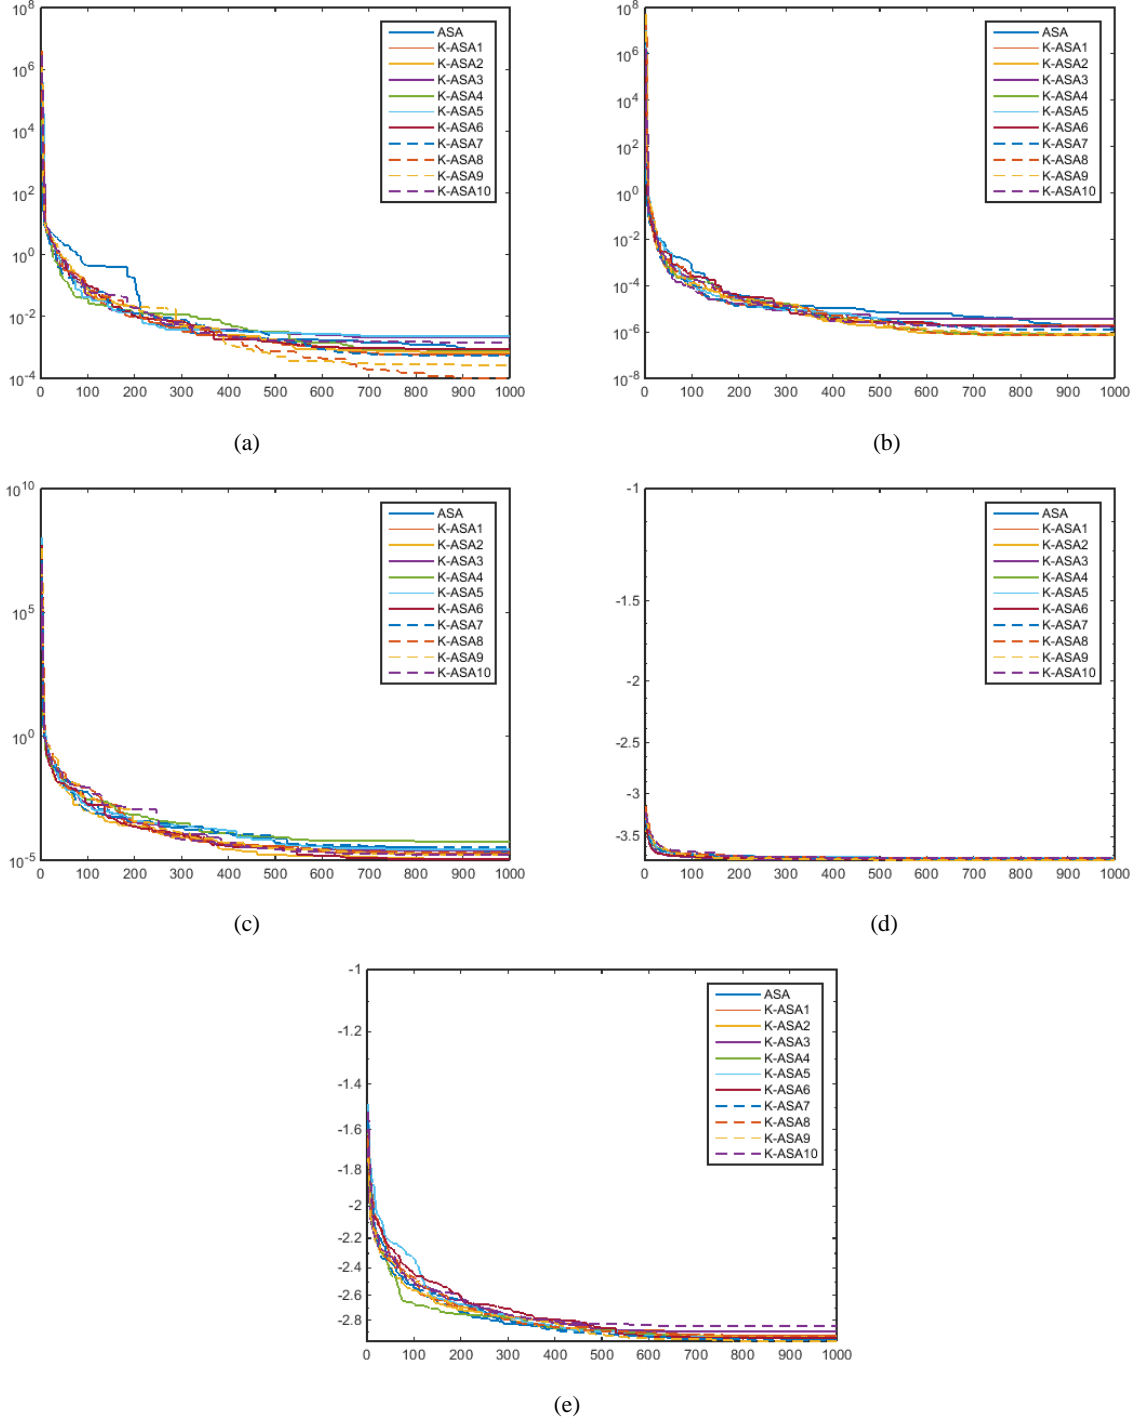 10^8
10^6
10^4
10^2
10^0
10^-2
10^-4
0 100 200 300 400 500 600 700 800 900 1000
ASA
K-ASA1
K-ASA2
K-ASA3
K-ASA4
K-ASA5
K-ASA6
K-ASA7
K-ASA8
K-ASA9
K-ASA10
(a)
10^8
10^6
10^4
10^2
10^0
10^-2
10^-4
10^-6
10^-8
0 100 200 300 400 500 600 700 800 900 1000
ASA
K-ASA1
K-ASA2
K-ASA3
K-ASA4
K-ASA5
K-ASA6
K-ASA7
K-ASA8
K-ASA9
K-ASA10
(b)
10^10
10^5
10^0
10^-5
0 100 200 300 400 500 600 700 800 900 1000
ASA
K-ASA1
K-ASA2
K-ASA3
K-ASA4
K-ASA5
K-ASA6
K-ASA7
K-ASA8
K-ASA9
K-ASA10
(c)
-1
-1.5
-2
-2.5
-3
-3.5
0 100 200 300 400 500 600 700 800 900 1000
ASA
K-ASA1
K-ASA2
K-ASA3
K-ASA4
K-ASA5
K-ASA6
K-ASA7
K-ASA8
K-ASA9
K-ASA10
(d)
-1
-1.2
-1.4
-1.6
-1.8
-2
-2.2
-2.4
-2.6
-2.8
0 100 200 300 400 500 600 700 800 900 1000
ASA
K-ASA1
K-ASA2
K-ASA3
K-ASA4
K-ASA5
K-ASA6
K-ASA7
K-ASA8
K-ASA9
K-ASA10
(e)